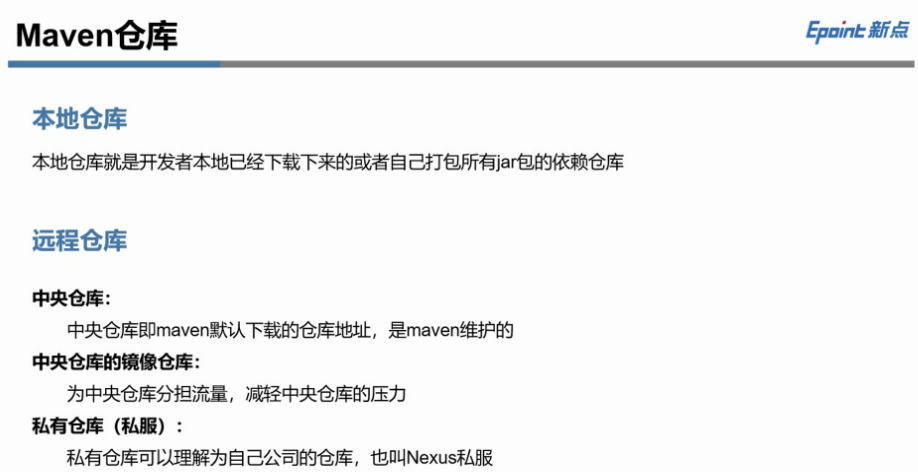 Maven仓库
Epoint 新点
本地仓库
本地仓库就是开发者本地已经下载下来的或者自己打包所有jar包的依赖仓库
远程仓库
中央仓库：
中央仓库即maven默认下载的仓库地址，是maven维护的
中央仓库的镜像仓库：
为中央仓库分担流量，减轻中央仓库的压力
私有仓库（私服）：
私有仓库可以理解为自己公司的仓库，也叫Nexus私服